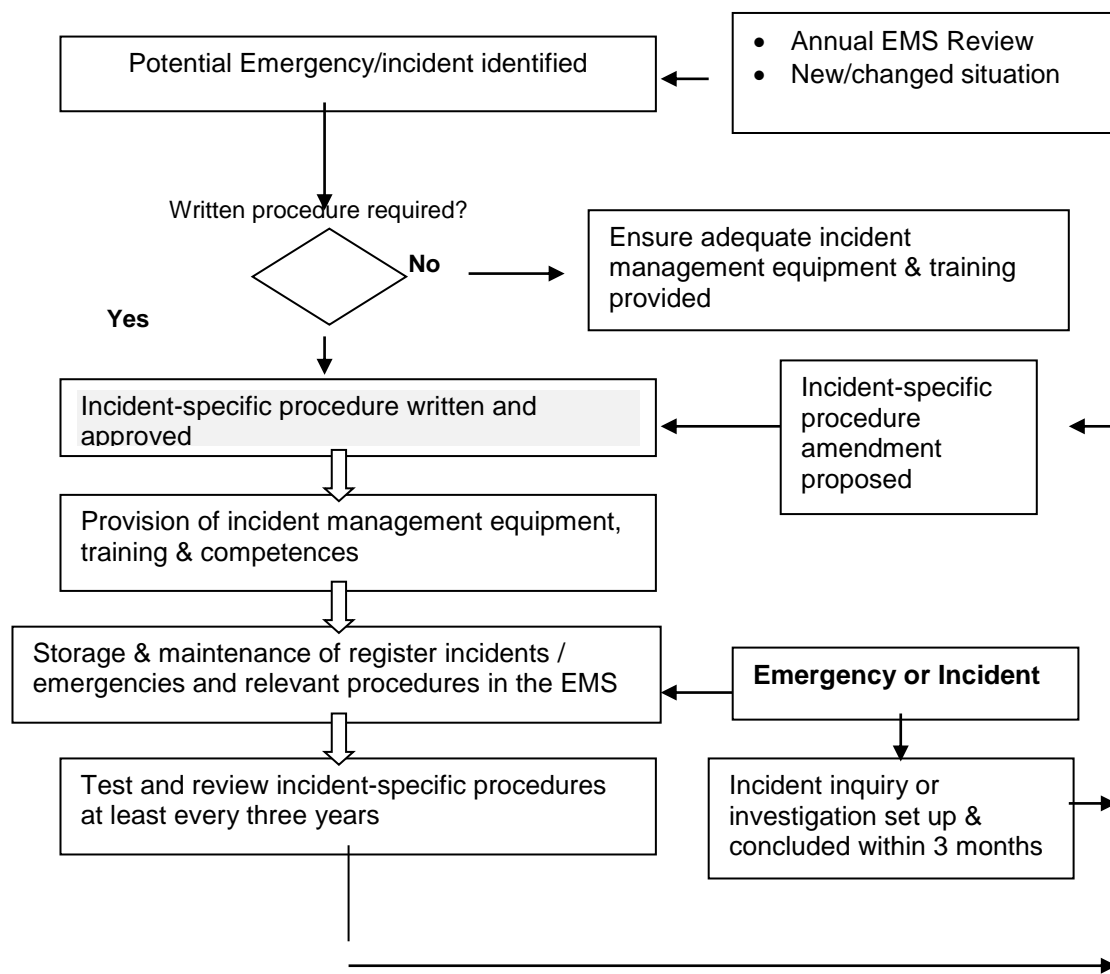 Potential Emergency/incident identified
• Annual EMS Review
• New/changed situation
Written procedure required?
No
Yes
Ensure adequate incident
management equipment & training
provided
Incident-specific procedure written and
approved
Incident-specific
procedure
amendment
proposed
Provision of incident management equipment,
training & competences
Storage & maintenance of register incidents /
emergencies and relevant procedures in the EMS
Emergency or Incident
Test and review incident-specific procedures
at least every three years
Incident inquiry or
investigation set up &
concluded within 3 months